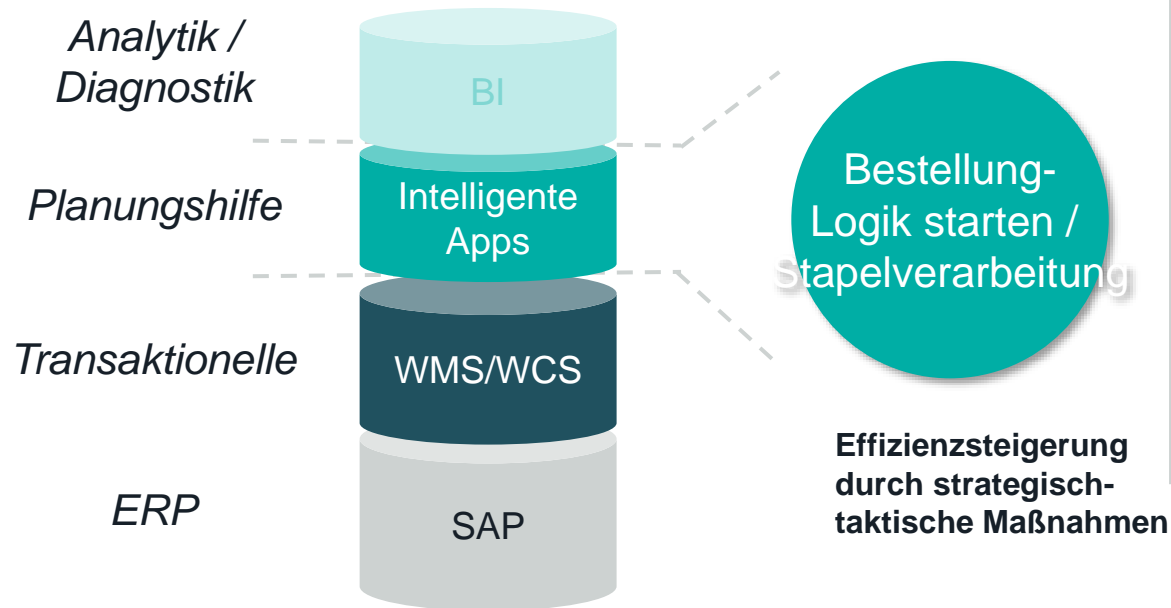 Analytik /
Diagnostik
BI
Planungshilfe
Intelligente
Apps
Transaktionelle
WMS/WCS
ERP
SAP
Bestellung-
Logik starten /
Stapelverarbeitung
Effizienzsteigerung
durch strategisch-
taktische Maßnahmen